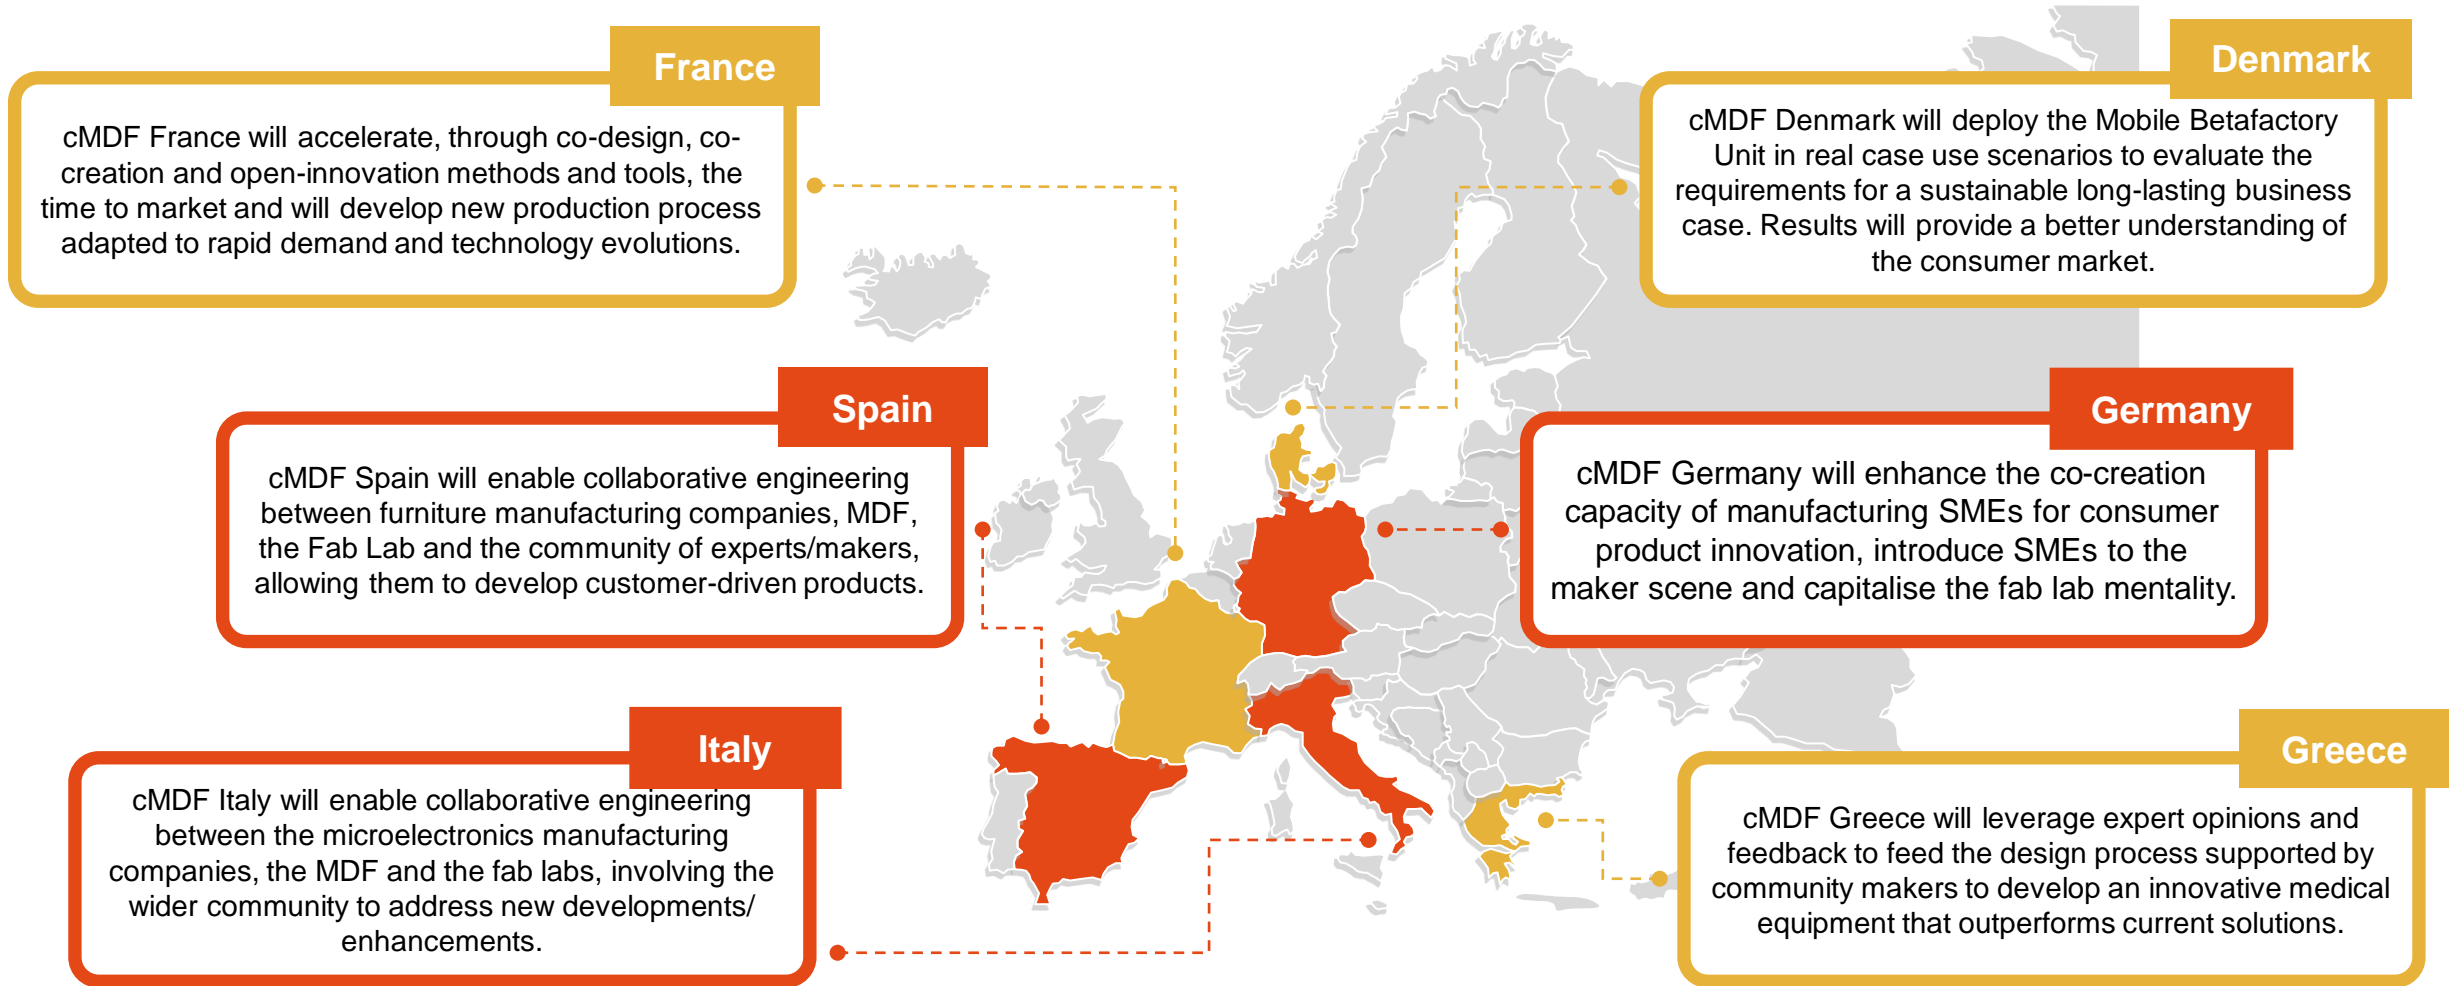 France
cMDF France will accelerate, through co-design, co-
creation and open-innovation methods and tools, the
time to market and will develop new production process
adapted to rapid demand and technology evolutions.
Denmark
cMDF Denmark will deploy the Mobile Betafactory
Unit in real case use scenarios to evaluate the
requirements for a sustainable long-lasting business
case. Results will provide a better understanding of
the consumer market.
Spain
cMDF Spain will enable collaborative engineering
between furniture manufacturing companies, MDF,
the Fab Lab and the community of experts/makers,
allowing them to develop customer-driven products.
Germany
cMDF Germany will enhance the co-creation
capacity of manufacturing SMEs for consumer
product innovation, introduce SMEs to the
maker scene and capitalise the fab lab mentality.
Italy
cMDF Italy will enable collaborative engineering
between the microelectronics manufacturing
companies, the MDF and the fab labs, involving the
wider community to address new developments/
enhancements.
Greece
cMDF Greece will leverage expert opinions and
feedback to feed the design process supported by
community makers to develop an innovative medical
equipment that outperforms current solutions.